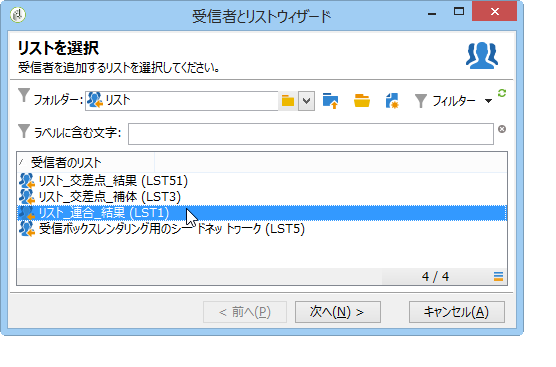 受信者とリストウィザード
リストを選択
受信者を追加するリストを選択してください。
フォルダー: リスト フィルター
ラベルに含む文字:
受信者のリスト
リスト_交差点_結果 (LST51)
リスト_交差点_補体 (LST3)
リスト_連合_結果 (LST1)
受信ボックスレンダリング用のシードネットワーク (LST5)
4 / 4
< 前へ(P) 次へ(N) > キャンセル(A)